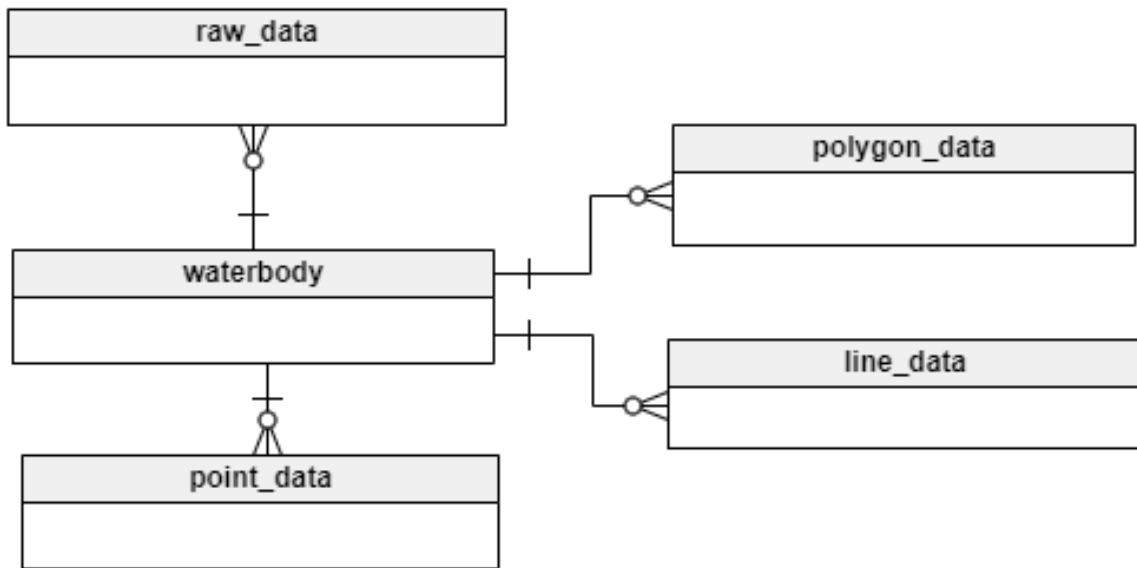 raw_data
polygon_data
waterbody
line_data
point_data